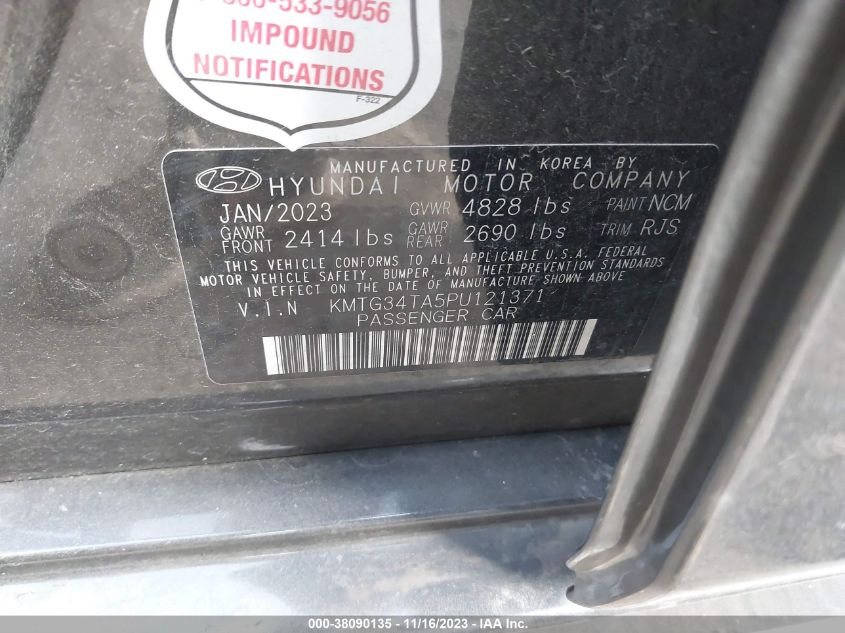 533-9056
IMPOUND
NOTIFICATIONS
F-322
MANUFACTURED IN KOREA BY
HYUNDAI MOTOR COMPANY
JAN/2023 GVWR 4828 lbs PAINT NCM
GAWR FRONT 2414 lbs GAWR REAR 2690 lbs TRIM RJS
THIS VEHICLE CONFORMS TO ALL APPLICABLE U.S.A. FEDERAL
MOTOR VEHICLE SAFETY, BUMPER, AND THEFT PREVENTION STANDARDS
IN EFFECT ON THE DATE OF MANUFACTURE SHOWN ABOVE
V.I.N KMTG34TA5PU121371
PASSENGER CAR
000-38090135 - 11/16/2023 - IAA Inc.